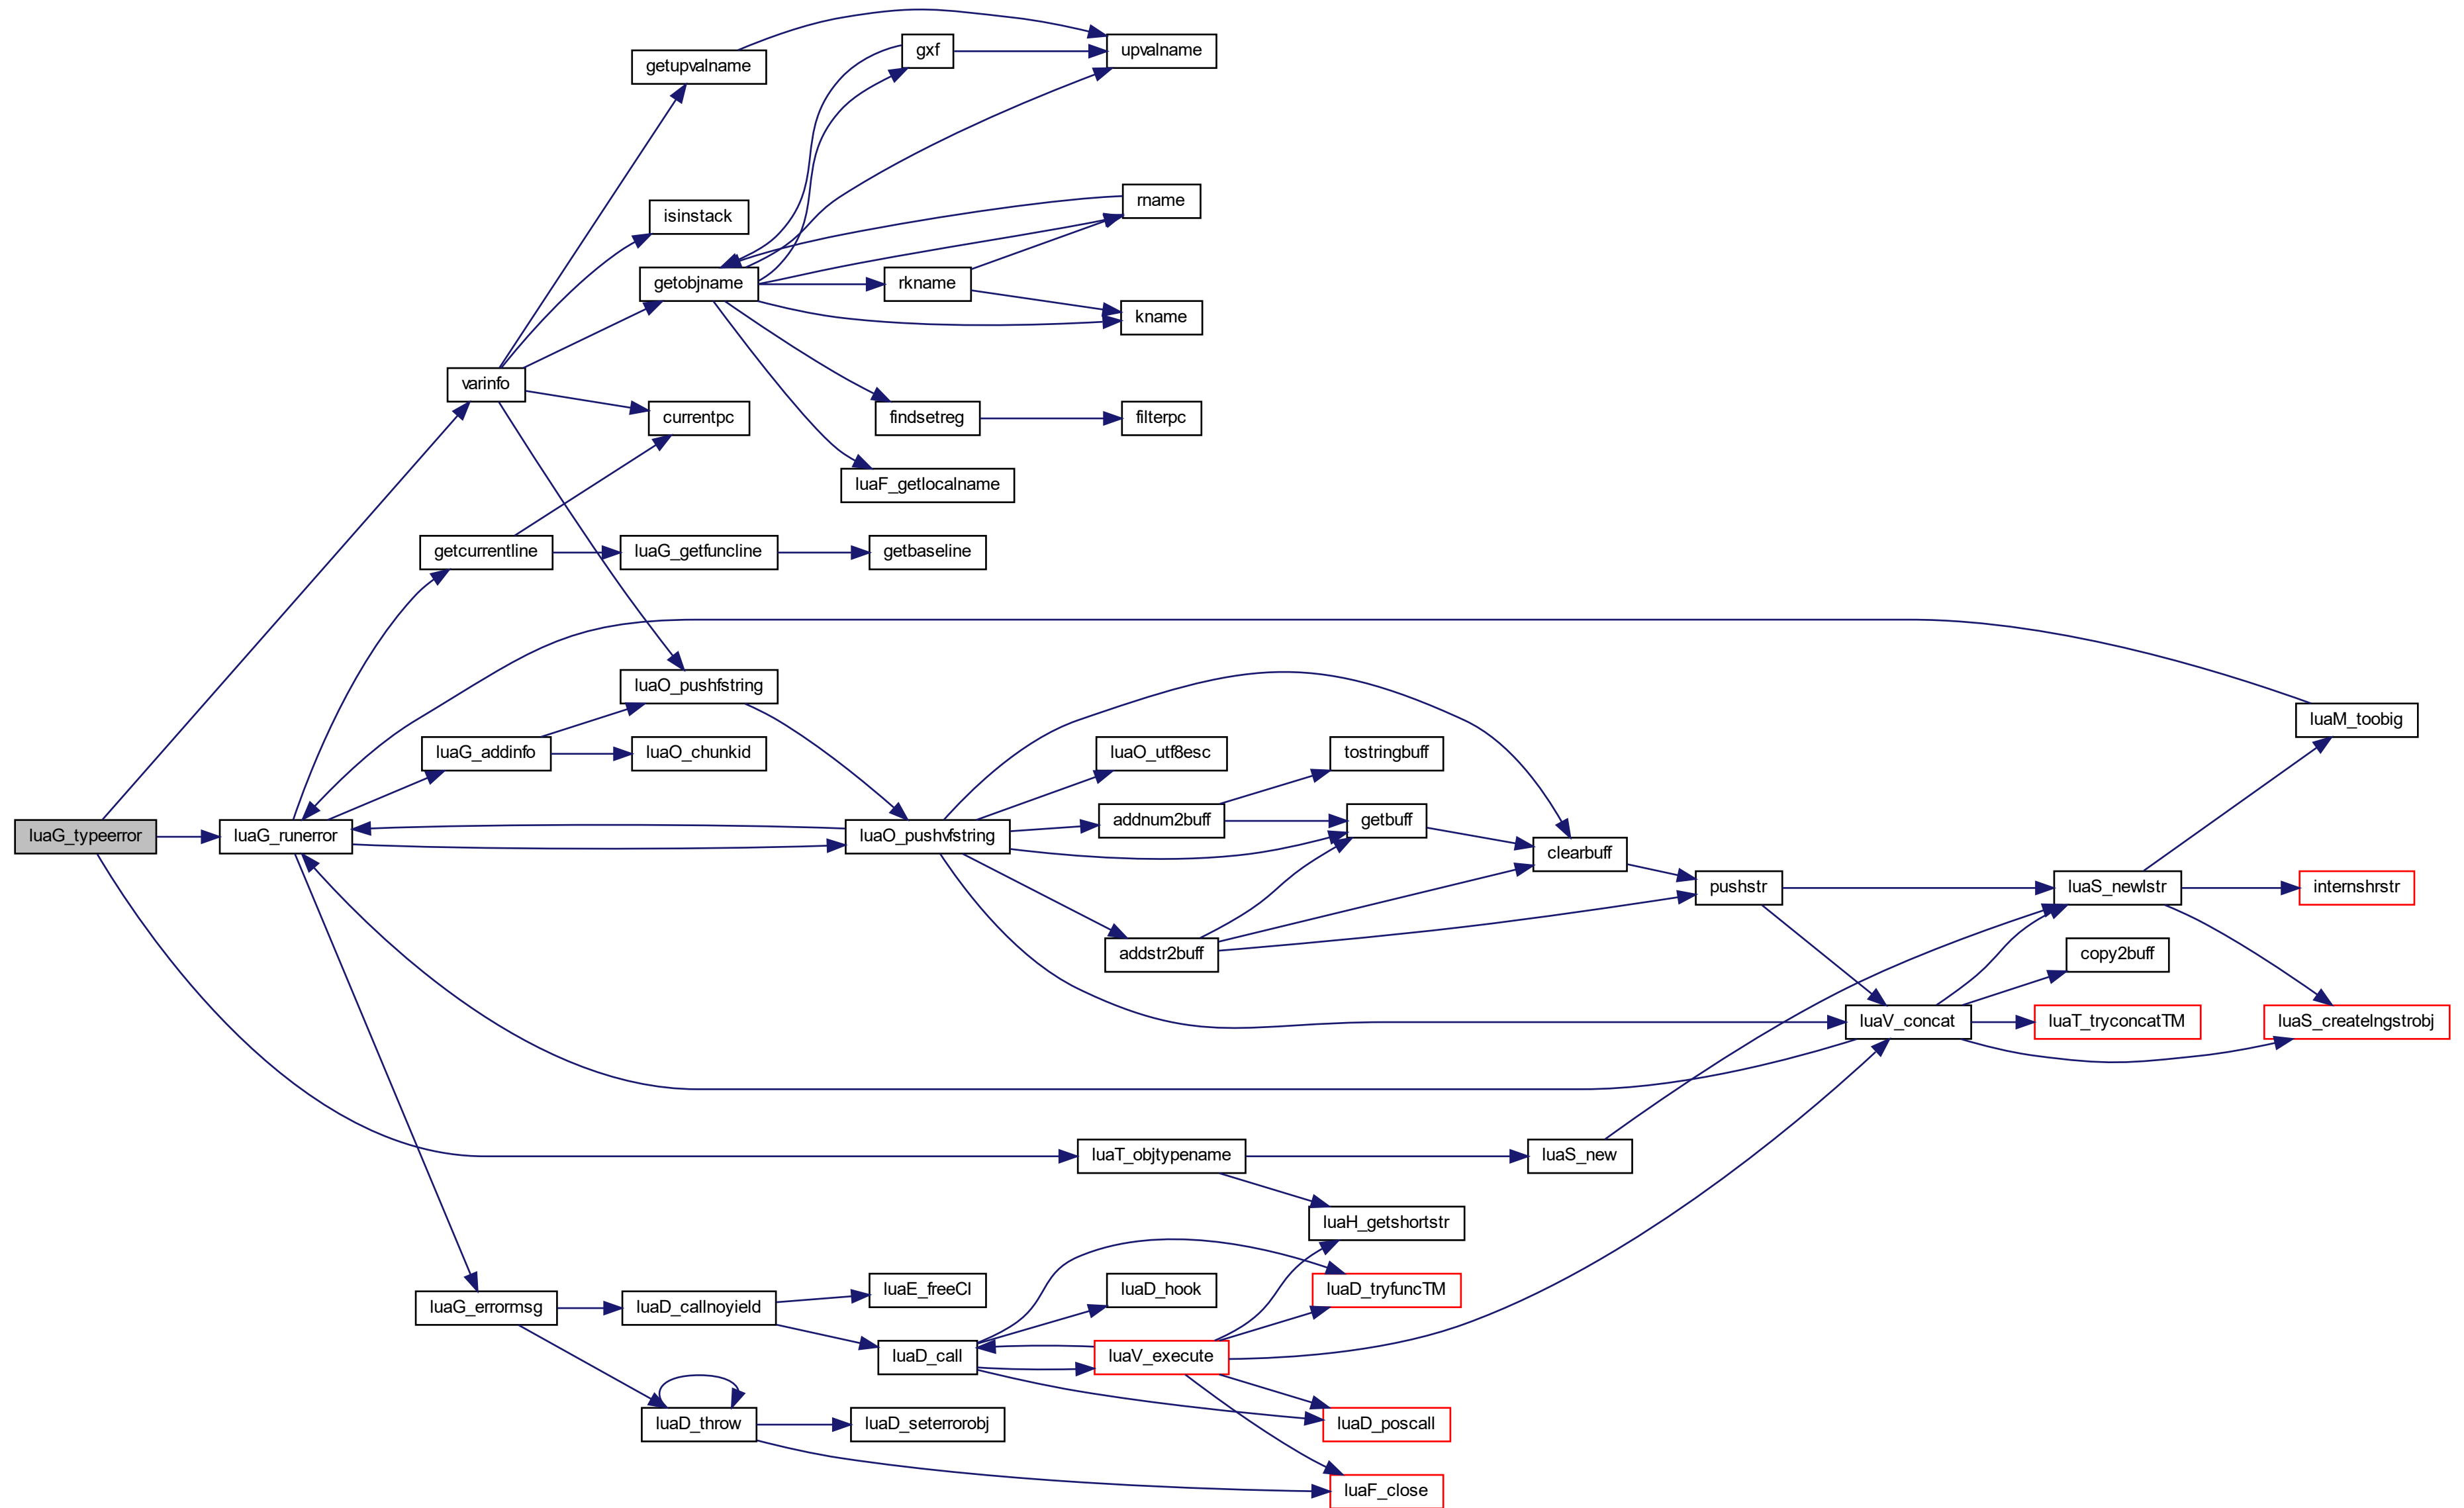 getupvalname
gxf
upvalname
isinstack
rname
getobjname
rkname
kname
varinfo
currentpc
findsetreg
filterpc
luaF_getlocalname
getcurrentline
luaG_getfuncline
getbaseline
luaO_pushfstring
luaM_toobig
luaG_addinfo
luaO_chunkid
luaO_utf8esc
tostringbuff
luaG_typeerror
luaG_runerror
luaO_pushvfstring
addnum2buff
getbuff
clearbuff
pushstr
luaS_newlstr
internshrstr
addstr2buff
copy2buff
luaV_concat
luaT_tryconcatTM
luaS_createlngstrobj
luaT_objtypename
luaS_new
luaH_getshortstr
luaE_freeCI
luaD_hook
luaD_tryfuncTM
luaG_errormsg
luaD_callnoyield
luaD_call
luaV_execute
luaD_throw
luaD_seterrorobj
luaD_poscall
luaF_close